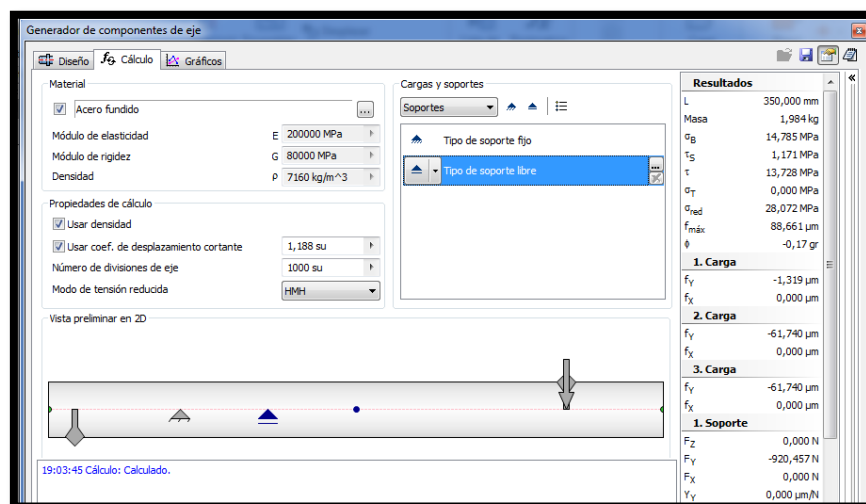 Generador de componentes de eje
Diseño
Cálculo
Gráficos
Material
Acero fundido
...
Módulo de elasticidad E 200000 MPa
Módulo de rigidez G 80000 MPa
Densidad ρ 7160 kg/m^3
Propiedades de cálculo
Usar densidad
Usar coef. de desplazamiento cortante 1,188 su
Número de divisiones de eje 1000 su
Modo de tensión reducida HMH
Cargas y soportes
Soportes
Tipo de soporte fijo
Tipo de soporte libre
...
Vista preliminar en 2D
19:03:45 Cálculo: Calculado.
Resultados
L 350,000 mm
Masa 1,984 kg
σB 14,785 MPa
τS 1,171 MPa
τ 13,728 MPa
σT 0,000 MPa
σred 28,072 MPa
fmáx 88,661 μm
ϕ -0,17 gr
1. Carga
fY -1,319 μm
fX 0,000 μm
2. Carga
fY -61,740 μm
fX 0,000 μm
3. Carga
fY -61,740 μm
fX 0,000 μm
1. Soporte
FZ 0,000 N
FY -920,457 N
FX 0,000 N
YY 0,000 μm/N